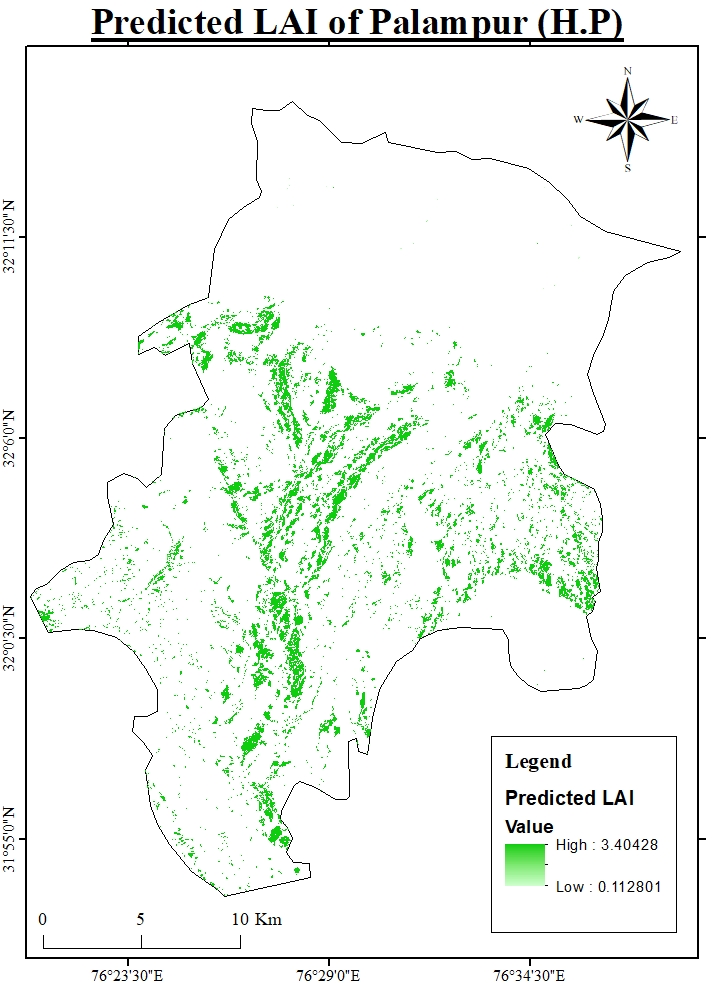 Predicted LAI of Palampur (H.P)
N
W E
S
32°11'30"N
32°6'0"N
32°0'30"N
31°55'0"N
Legend
Predicted LAI
Value
High : 3.40428
Low : 0.112801
0 5 10 Km
76°23'30"E 76°29'0"E 76°34'30"E